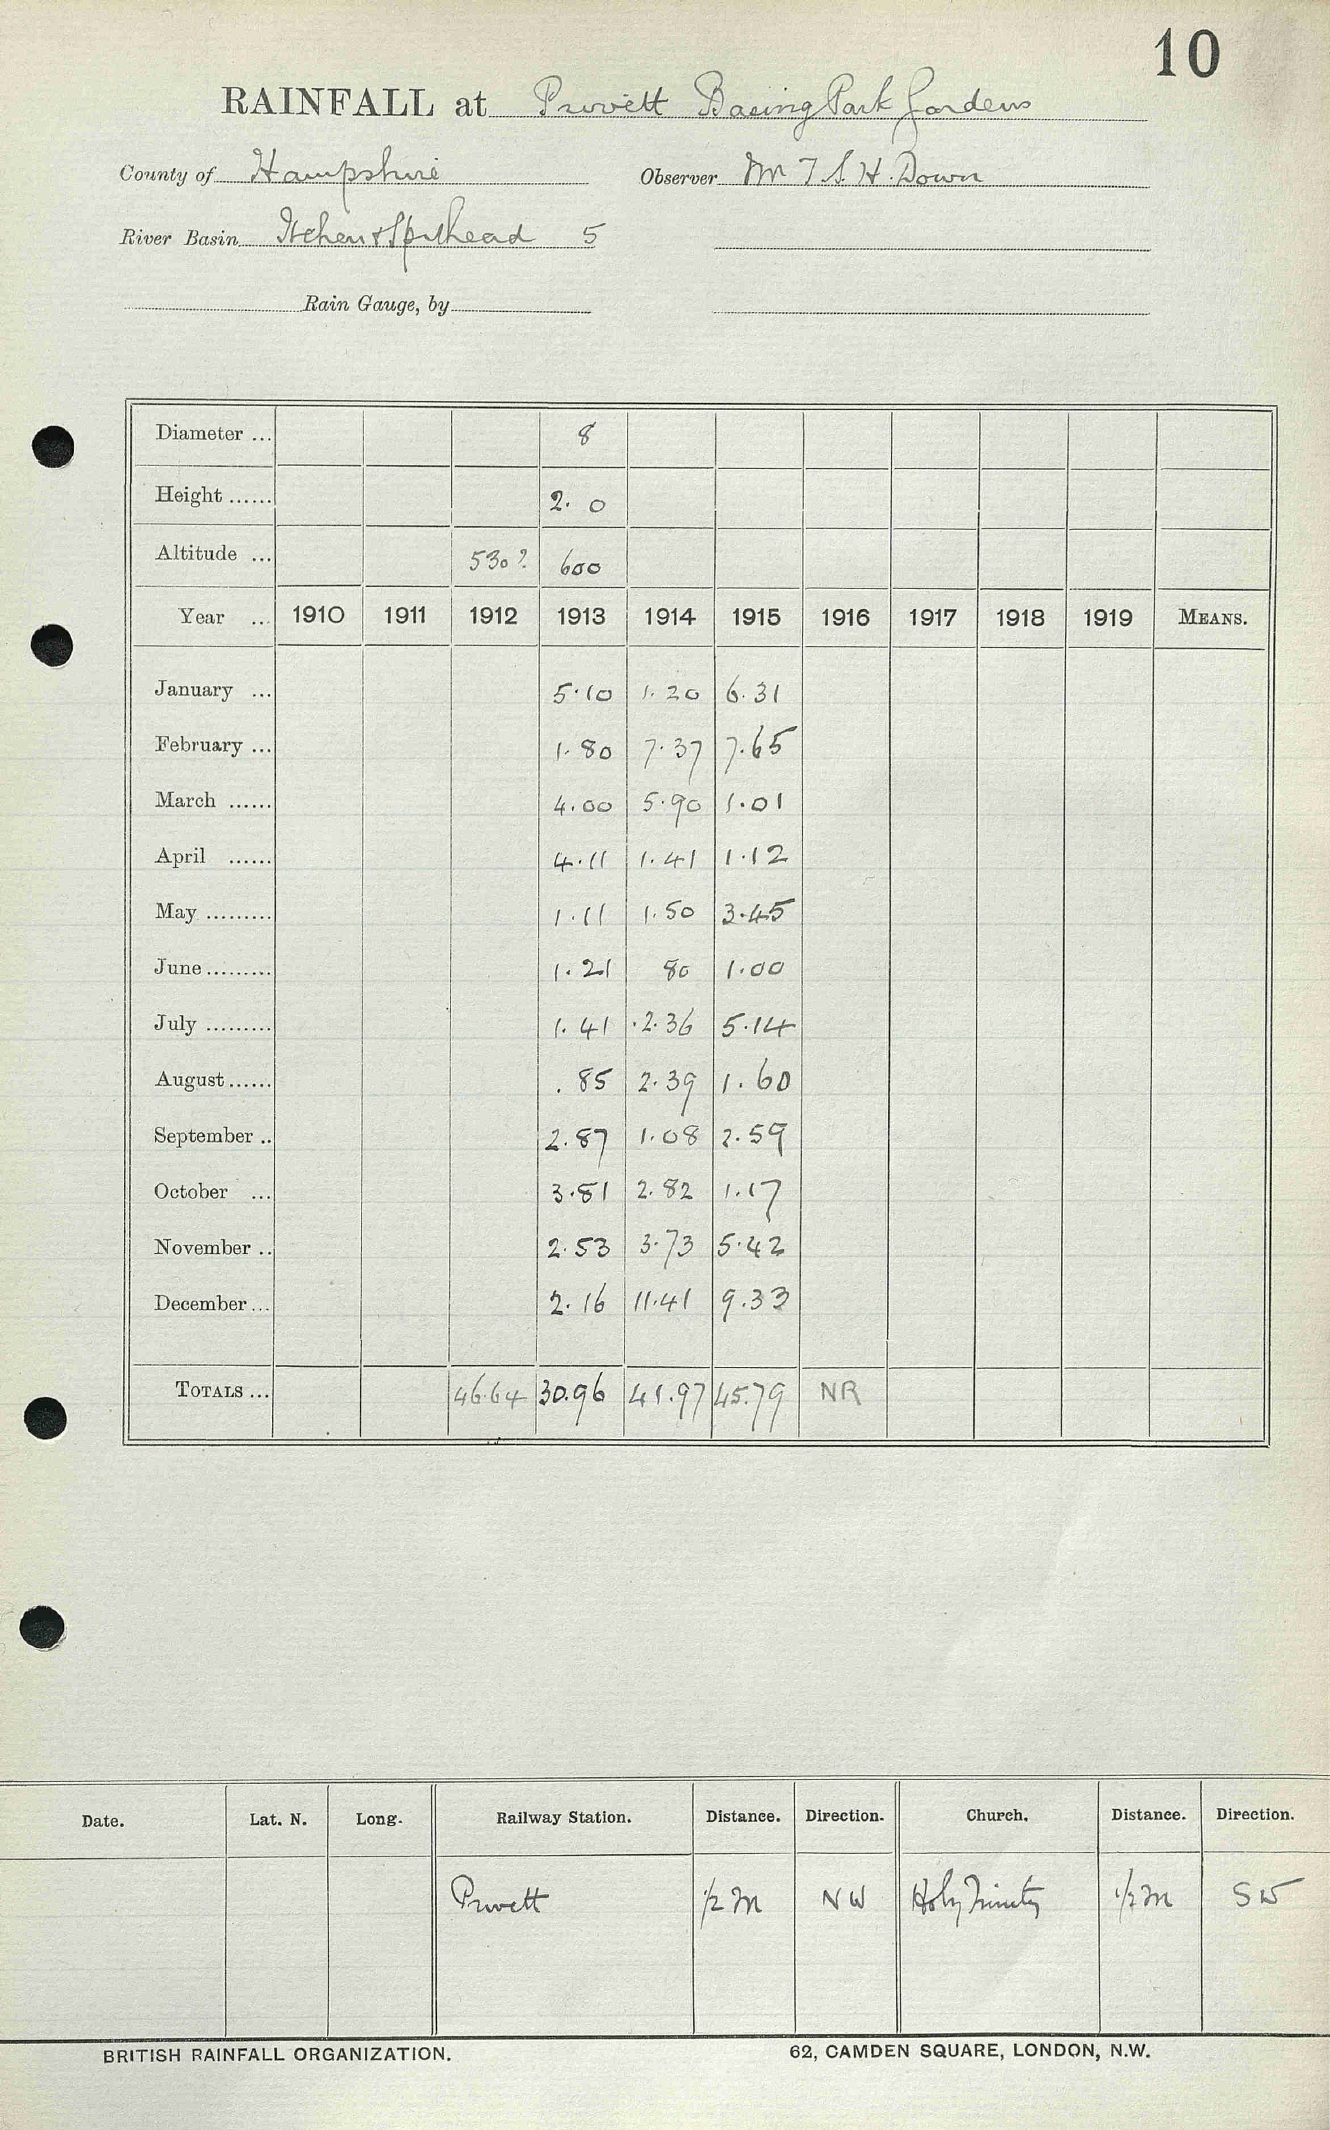 10
RAINFALL at Privett Basing Park Gardens
County of Hampshire Observer Mr T. S. H. Down
River Basin Itchen & Spithead 5
Rain Gauge, by
Diameter ... 8
Height ...... 2. 0
Altitude ... 530? 600
Year ... 1910 1911 1912 1913 1914 1915 1916 1917 1918 1919 MEANS.
January ... 5.10 1.20 6.31
February ... 1.80 7.37 7.65
March ...... 4.00 5.90 1.01
April ...... 4.11 1.41 1.12
May ......... 1.11 1.50 3.45
June ......... 1.21 80 1.00
July ......... 1.41 .2.36 5.14
August ...... .85 2.39 1.60
September .. 2.87 1.08 2.59
October ... 3.81 2.82 1.17
November .. 2.53 3.73 5.42
December ... 2.16 11.41 9.33
TOTALS ... 46.64 30.96 41.97 45.79 NR
Date. Lat. N. Long. Railway Station. Distance. Direction. Church. Distance. Direction.
Privett 1/2 m NW Holy Trinity 1/2 m SW
BRITISH RAINFALL ORGANIZATION. 62, CAMDEN SQUARE, LONDON, N.W.